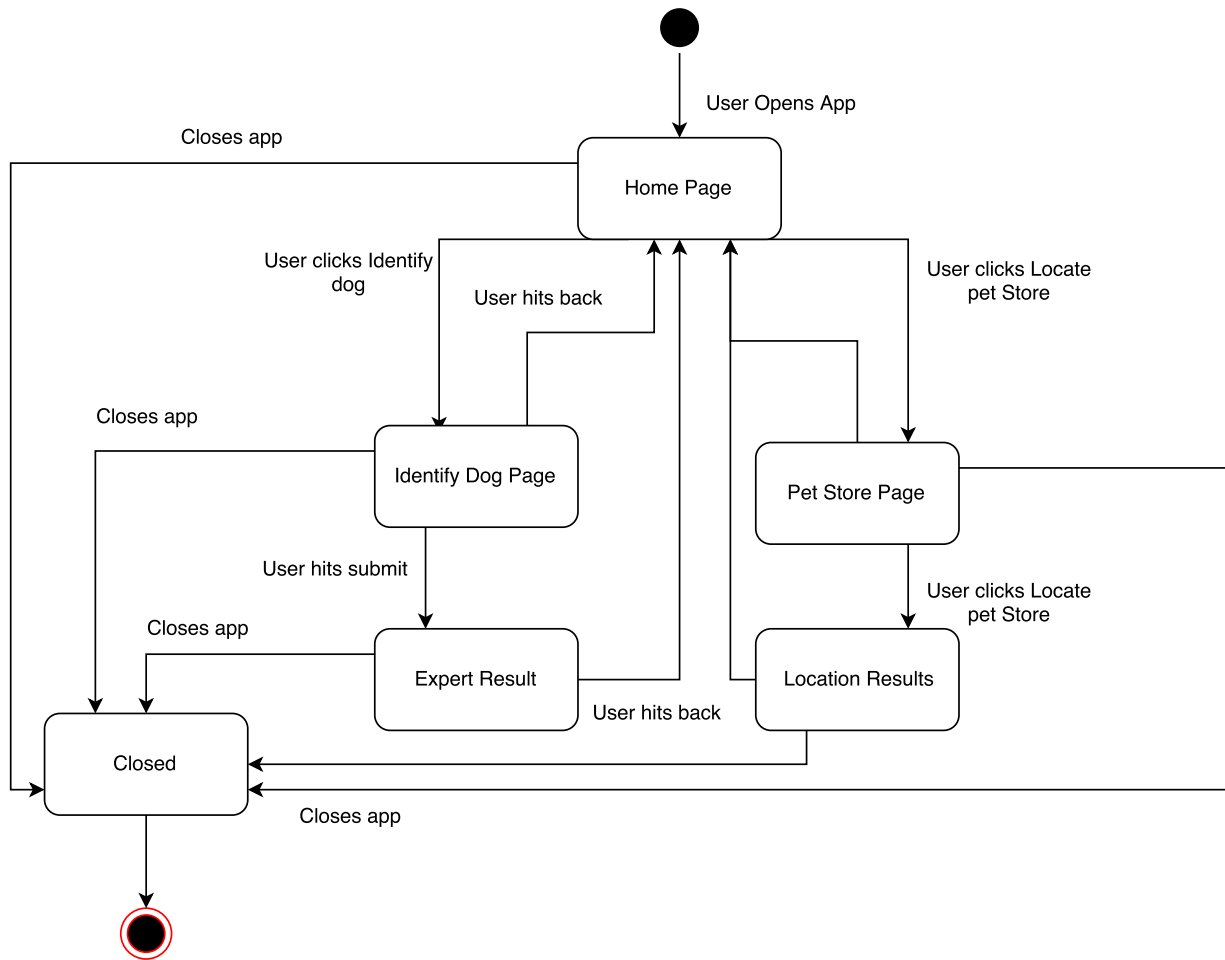 User Opens App
Closes app
Home Page
User clicks Identify
dog
User hits back
User clicks Locate
pet Store
Closes app
Identify Dog Page
Pet Store Page
User hits submit
User clicks Locate
pet Store
Closes app
Expert Result
Location Results
User hits back
Closed
Closes app